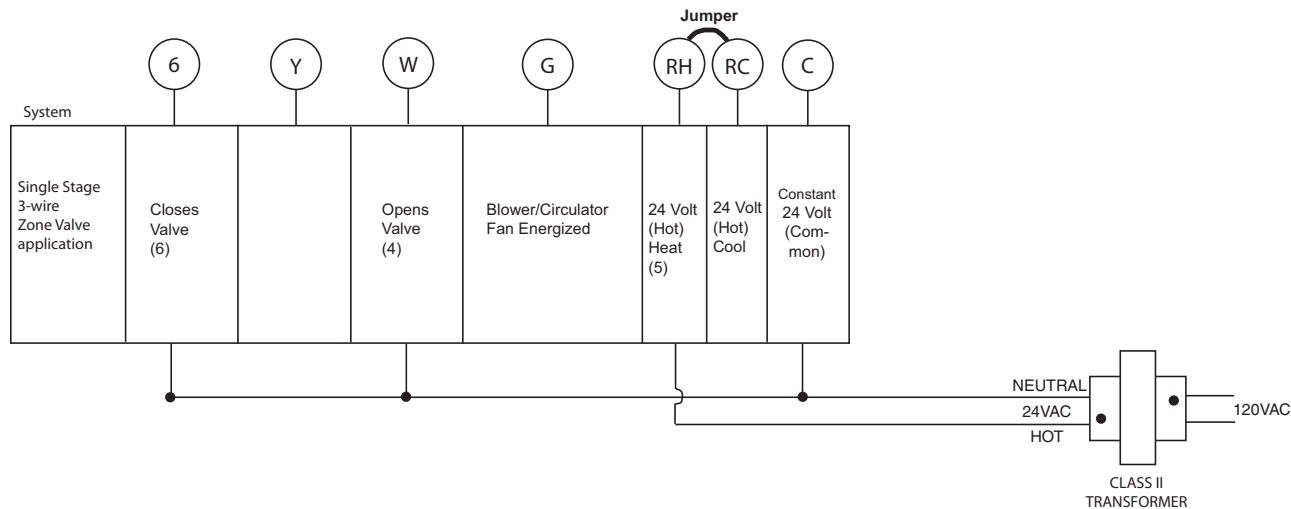 Jumper
6
Y
W
G
RH
RC
C
System
Single Stage
3-wire
Zone Valve
application
Closes
Valve
(6)
Opens
Valve
(4)
Blower/Circulator
Fan Energized
24 Volt
(Hot)
Heat
(5)
24 Volt
(Hot)
Cool
Constant
24 Volt
(Com-
mon)
NEUTRAL
24VAC
HOT
120VAC
CLASS II
TRANSFORMER